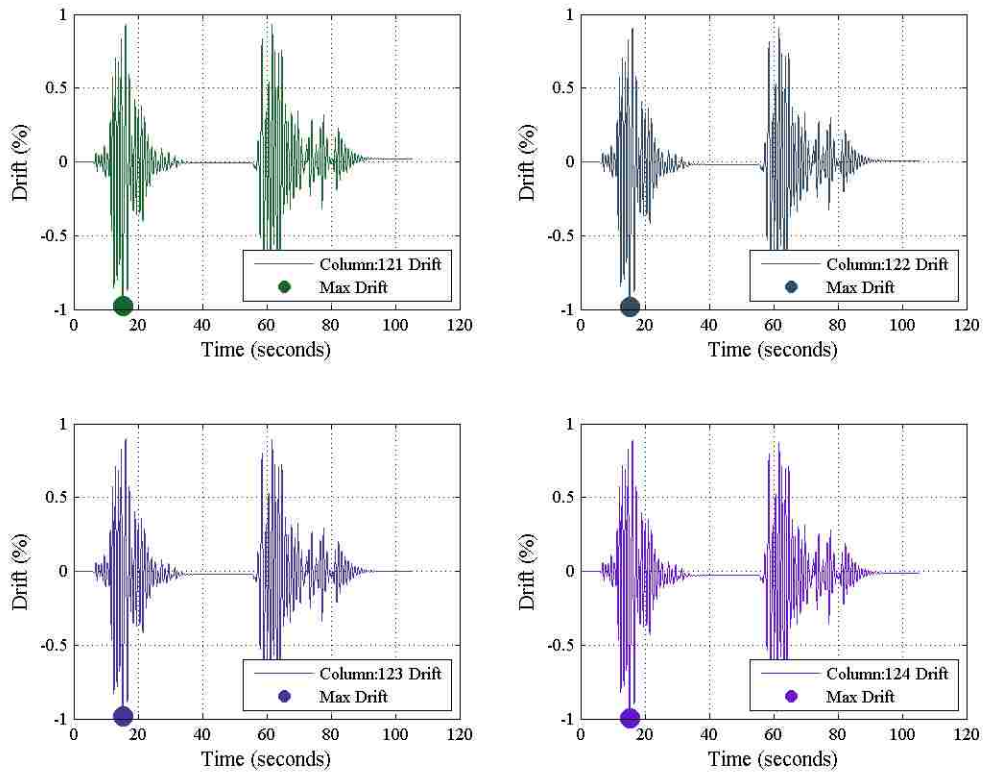 1
0.5
0
-0.5
-1
Drift (%)
0 20 40 60 80 100 120
Time (seconds)
Column:121 Drift
Max Drift
1
0.5
0
-0.5
-1
Drift (%)
0 20 40 60 80 100 120
Time (seconds)
Column:122 Drift
Max Drift
1
0.5
0
-0.5
-1
Drift (%)
0 20 40 60 80 100 120
Time (seconds)
Column:123 Drift
Max Drift
1
0.5
0
-0.5
-1
Drift (%)
0 20 40 60 80 100 120
Time (seconds)
Column:124 Drift
Max Drift